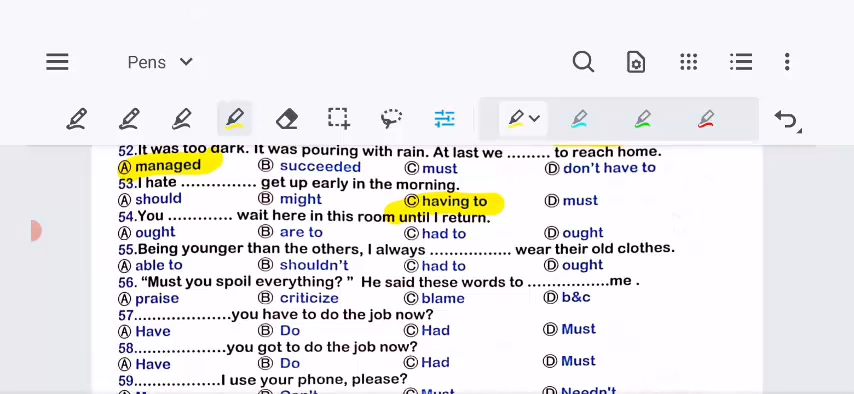 Pens
52.It was too dark. It was pouring with rain. At last we ......... to reach home.
Ⓐ managed Ⓑ succeeded Ⓒ must Ⓓ don't have to
53.I hate ................ get up early in the morning.
Ⓐ should Ⓑ might Ⓒ having to Ⓓ must
54.You ............. wait here in this room until I return.
Ⓐ ought Ⓑ are to Ⓒ had to Ⓓ ought
55.Being younger than the others, I always ................. wear their old clothes.
Ⓐ able to Ⓑ shouldn't Ⓒ had to Ⓓ ought
56. "Must you spoil everything? " He said these words to .................me .
Ⓐ praise Ⓑ criticize Ⓒ blame Ⓓ b&c
57....................you have to do the job now?
Ⓐ Have Ⓑ Do Ⓒ Had Ⓓ Must
58...................you got to do the job now?
Ⓐ Have Ⓑ Do Ⓒ Had Ⓓ Must
59..................I use your phone, please?